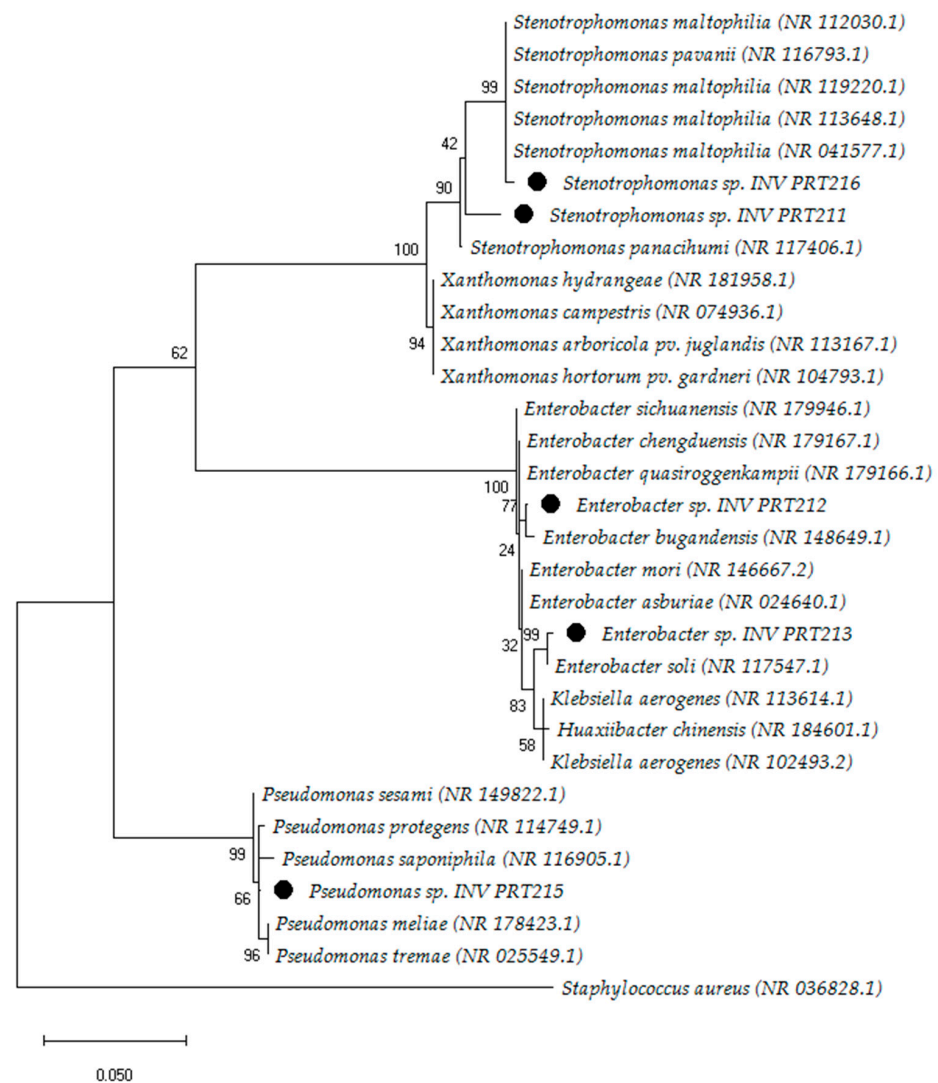 Stenotrophomonas maltophilia (NR 112030.1)
Stenotrophomonas pavanii (NR 116793.1)
99
Stenotrophomonas maltophilia (NR 119220.1)
Stenotrophomonas maltophilia (NR 113648.1)
42
Stenotrophomonas maltophilia (NR 041577.1)
Stenotrophomonas sp. INV PRT216
90
Stenotrophomonas sp. INV PRT211
100
Stenotrophomonas panacihumi (NR 117406.1)
Xanthomonas hydrangeae (NR 181958.1)
Xanthomonas campestris (NR 074936.1)
94
Xanthomonas arboricola pv. juglandis (NR 113167.1)
62
Xanthomonas hortorum pv. gardneri (NR 104793.1)
Enterobacter sichuanensis (NR 179946.1)
Enterobacter chengduensis (NR 179167.1)
Enterobacter quasiroggenkampii (NR 179166.1)
100
77
Enterobacter sp. INV PRT212
Enterobacter bugandensis (NR 148649.1)
24
Enterobacter mori (NR 146667.2)
Enterobacter asburiae (NR 024640.1)
99
Enterobacter sp. INV PRT213
32
Enterobacter soli (NR 117547.1)
Klebsiella aerogenes (NR 113614.1)
83
Huaxiibacter chinensis (NR 184601.1)
58
Klebsiella aerogenes (NR 102493.2)
Pseudomonas sesami (NR 149822.1)
Pseudomonas protegens (NR 114749.1)
99
Pseudomonas saponiphila (NR 116905.1)
66
Pseudomonas sp. INV PRT215
Pseudomonas meliae (NR 178423.1)
96
Pseudomonas tremae (NR 025549.1)
Staphylococcus aureus (NR 036828.1)
0.050